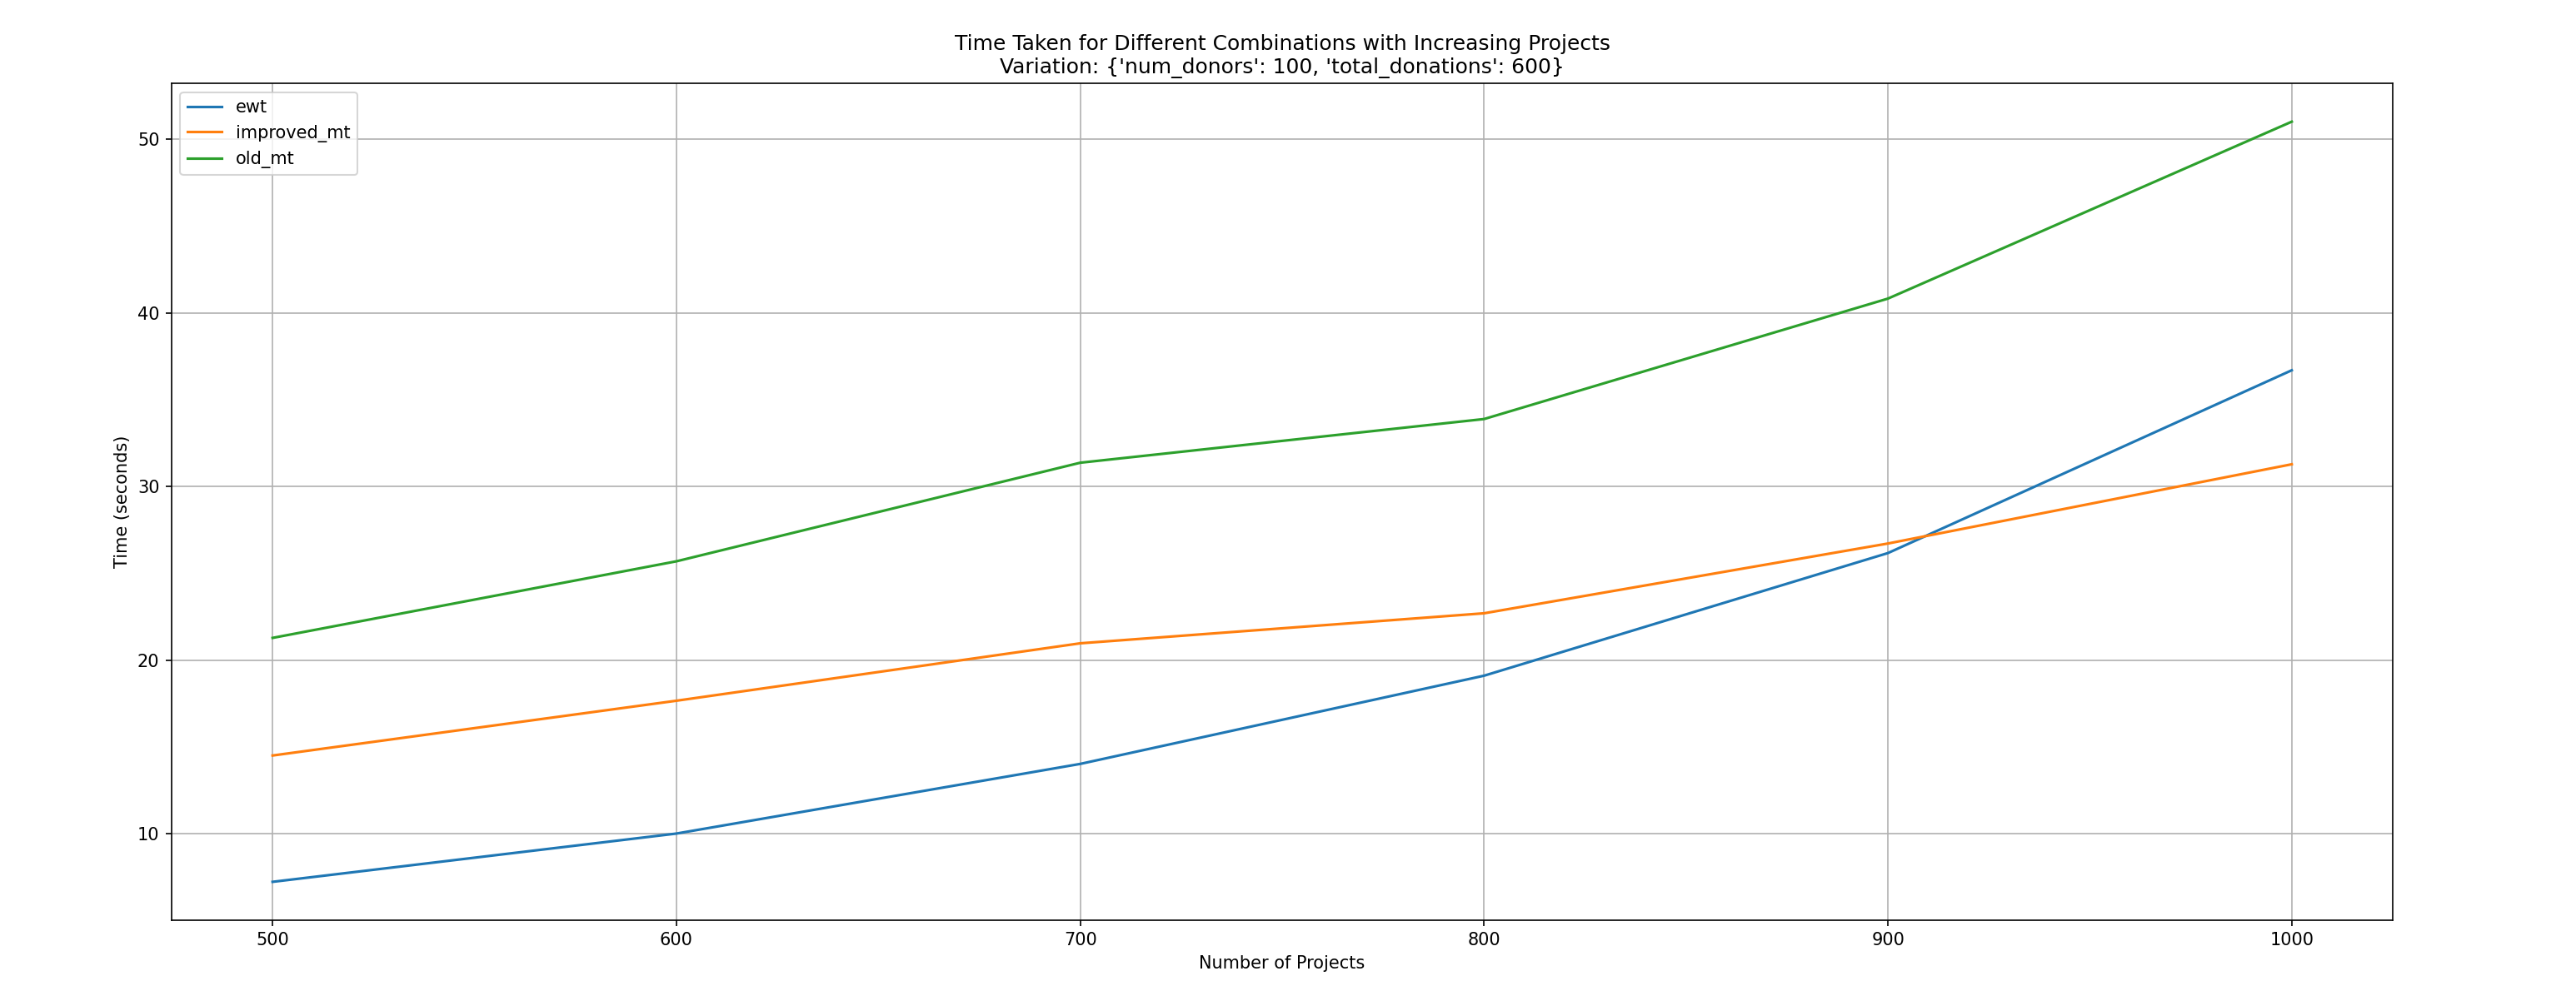 Time Taken for Different Combinations with Increasing Projects
Variation: {'num_donors': 100, 'total_donations': 600}
ewt
improved_mt
old_mt
Time (seconds)
50
40
30
20
10
500
600
700
800
900
1000
Number of Projects